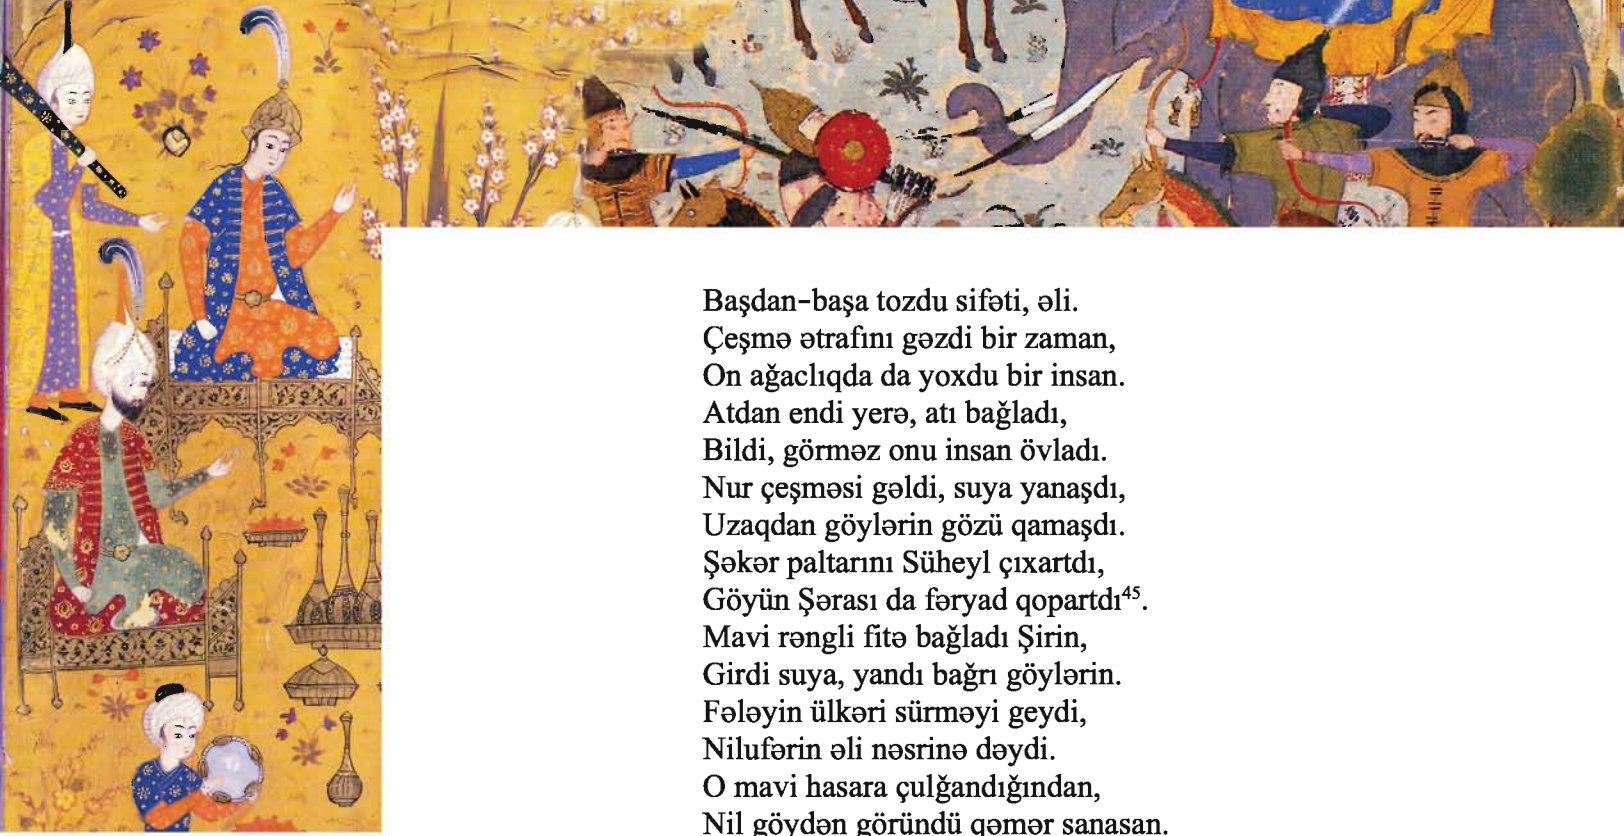 Başdan-başa tozdu sifəti, əli.
Çeşmə ətrafını gəzdi bir zaman,
On ağaclıqda da yoxdu bir insan.
Atdan endi yerə, atı bağladı,
Bildi, görməz onu insan övladı.
Nur çeşməsi gəldi, suya yanaşdı,
Uzaqdan göylərin gözü qamaşdı.
Şəkər paltarını Süheyl çıxartdı,
Göyün Şərası da fəryad qopartdı⁴⁵.
Mavi rəngli fitə bağladı Şirin,
Girdi suya, yandı bağrı göylərin.
Fələyin ülkəri sürməyi geydi,
Nilufərin əli nəsrinə dəydi.
O mavi hasara çulğandığından,
Nil göydən göründü qəmər sanasan.